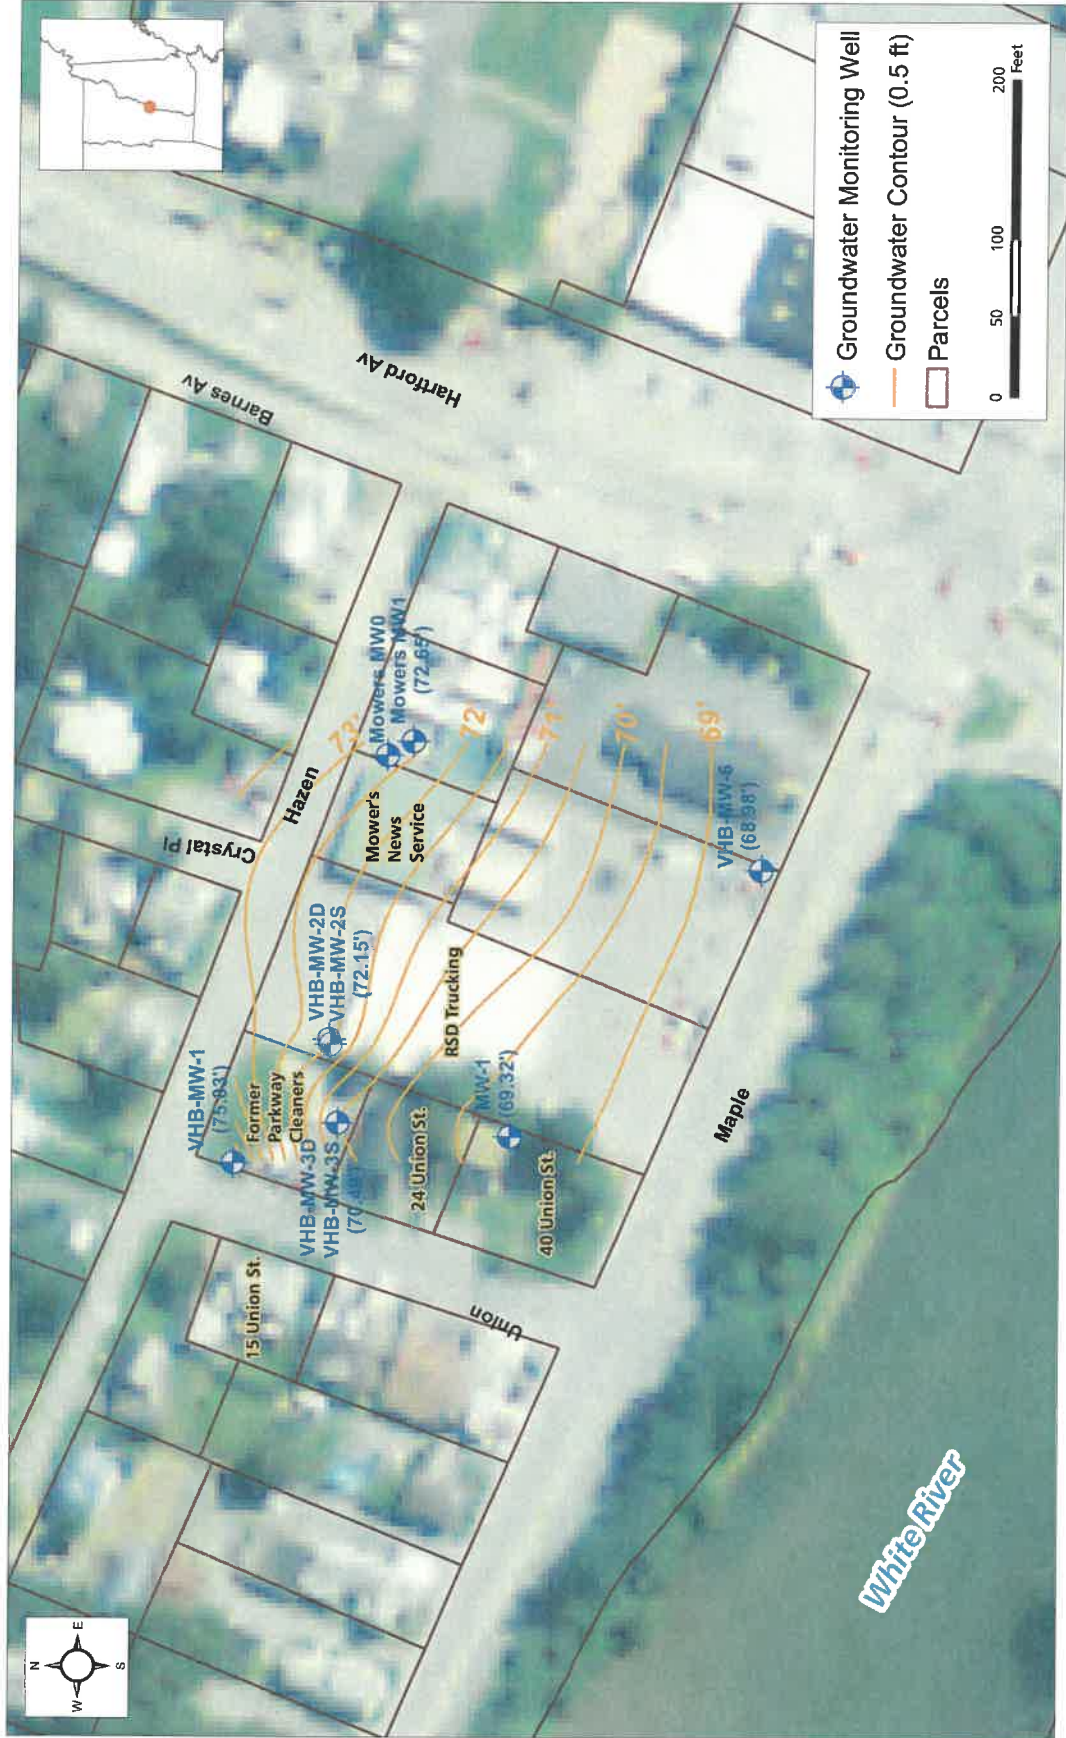 N
W E
S
Barnes Av
Hartford Av
Crystal Pl
Hazen
VHB-MW-1
(75.83')
Former
Parkway
Cleaners
15 Union St.
VHB-MW-3D
VHB-MW-3S
VHB-MW-2D
VHB-MW-2S
(72.15')
Mower's
News
Service
73'
Mowers MW0
Mowers MW1
(72.65')
72'
71'
70'
69'
RSD Trucking
24 Union St.
MW-1
(69.32')
40 Union St.
Union
VHB-MW-6
(68.98')
Maple
White River
Groundwater Monitoring Well
Groundwater Contour (0.5 ft)
Parcels
0 50 100 200
Feet